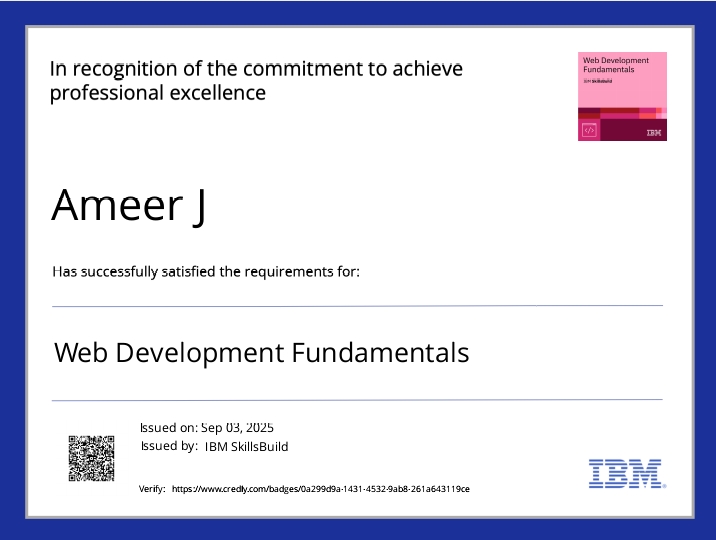 In recognition of the commitment to achieve
professional excellence
Web Development
Fundamentals
IBM SkillsBuild
IBM
Ameer J
Has successfully satisfied the requirements for:
Web Development Fundamentals
Issued on: Sep 03, 2025
Issued by: IBM SkillsBuild
Verify: https://www.credly.com/badges/0a299d9a-1431-4532-9ab8-261a643119ce
IBM